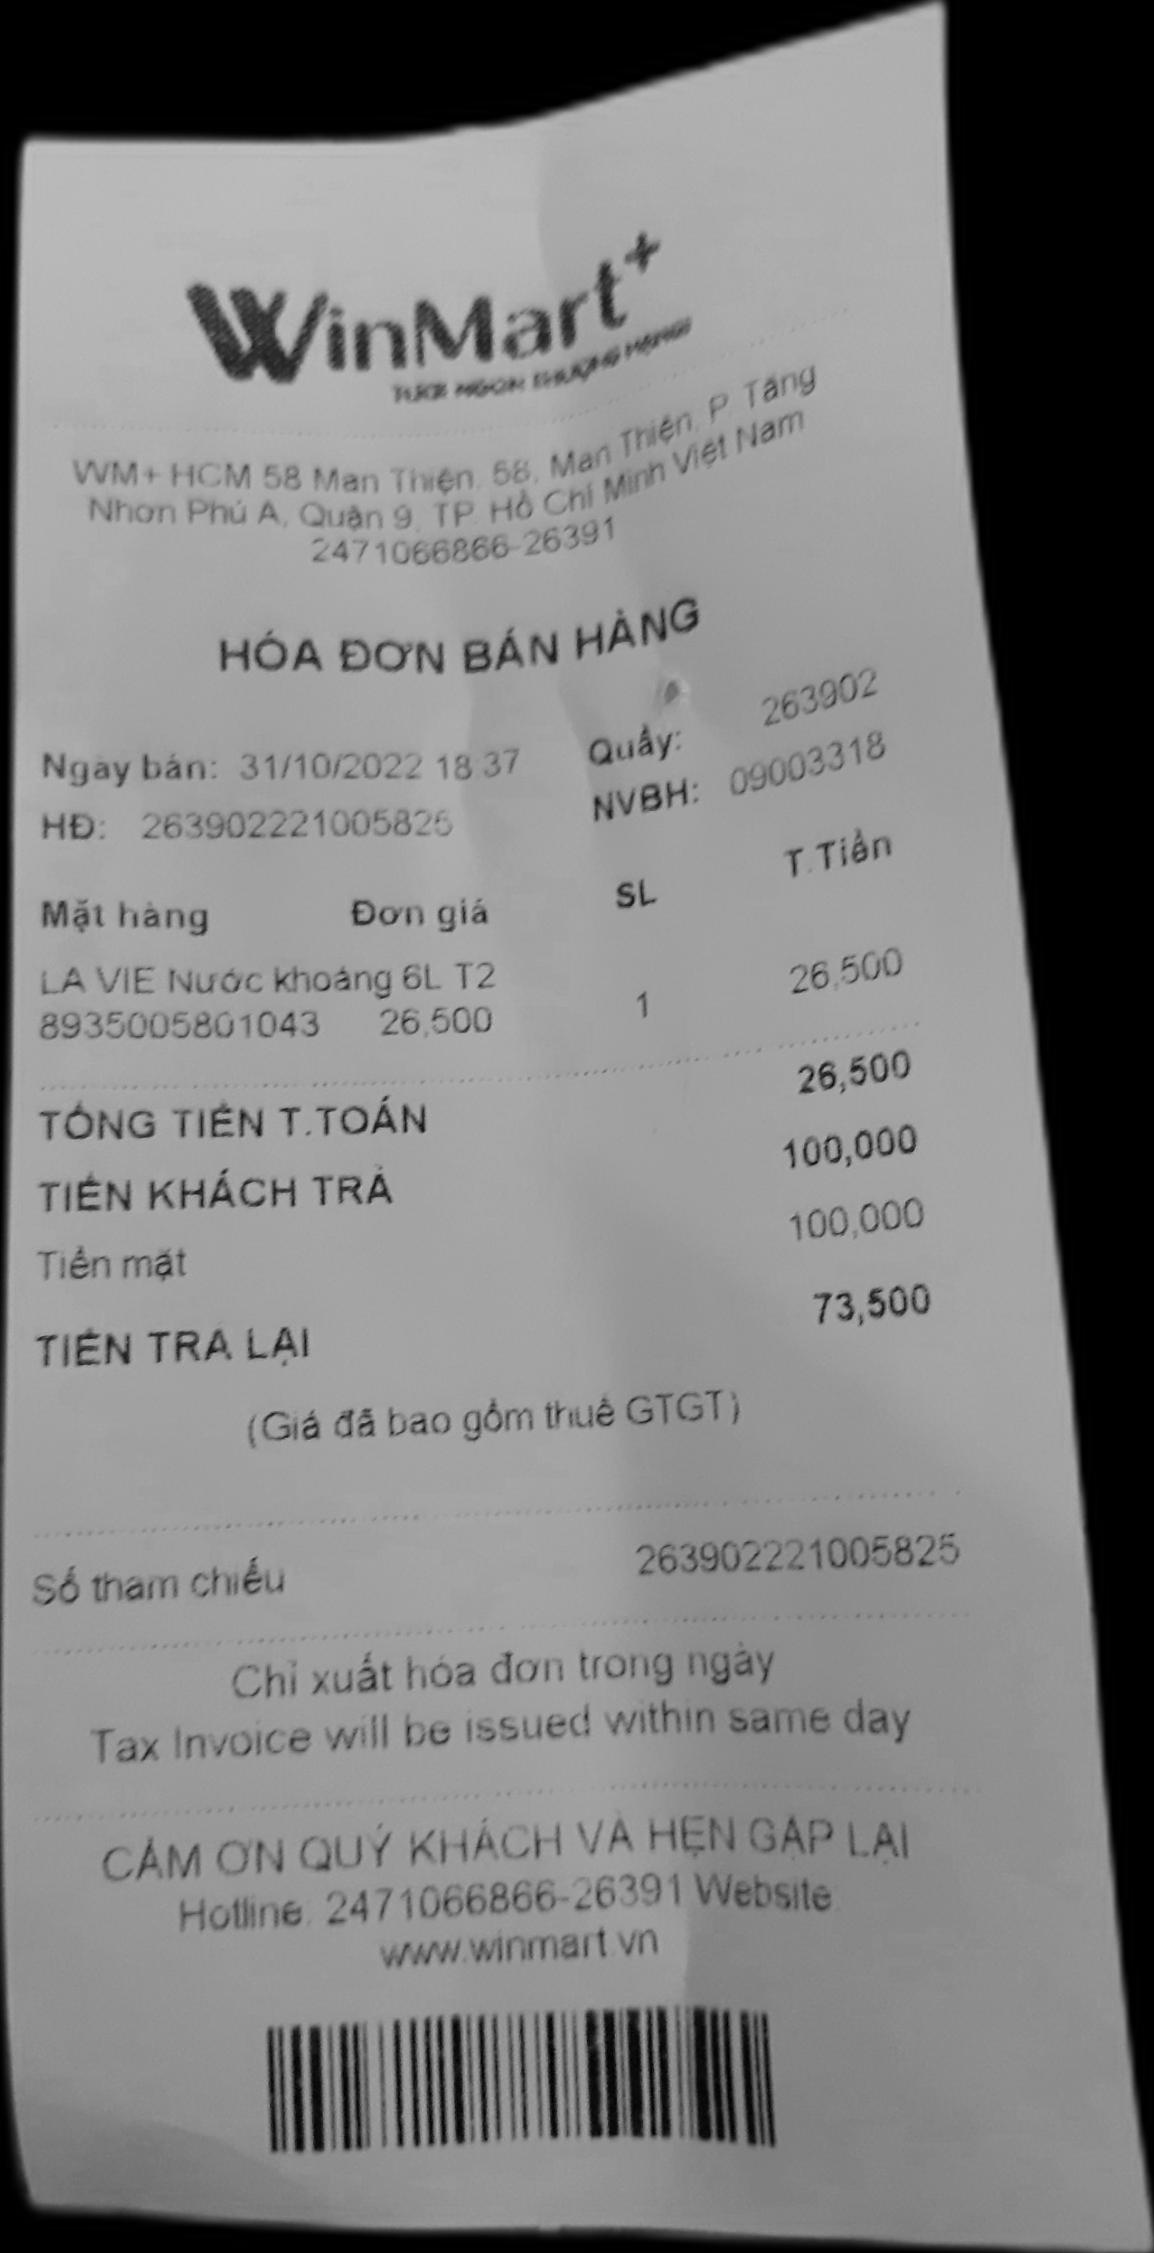 WinMart+
TƯƠI NGON THƯỢNG HẠNG!
WM+ HCM 58 Man Thiện, 58, Man Thiện, P. Tăng
Nhơn Phú A, Quận 9, TP. Hồ Chí Minh Việt Nam
2471066866-26391
HÓA ĐƠN BÁN HÀNG
Ngày bán: 31/10/2022 18:37 Quầy: 263902
HĐ: 263902221005825 NVBH: 09003318
Mặt hàng Đơn giá SL T.Tiền
LA VIE Nước khoáng 6L T2
8935005801043 26,500 1 26,500
TỔNG TIỀN T.TOÁN 26,500
TIỀN KHÁCH TRẢ 100,000
Tiền mặt 100,000
TIỀN TRẢ LẠI 73,500
(Giá đã bao gồm thuế GTGT)
Số tham chiếu 263902221005825
Chỉ xuất hóa đơn trong ngày
Tax Invoice will be issued within same day
CẢM ƠN QUÝ KHÁCH VÀ HẸN GẶP LẠI
Hotline: 2471066866-26391 Website:
www.winmart.vn